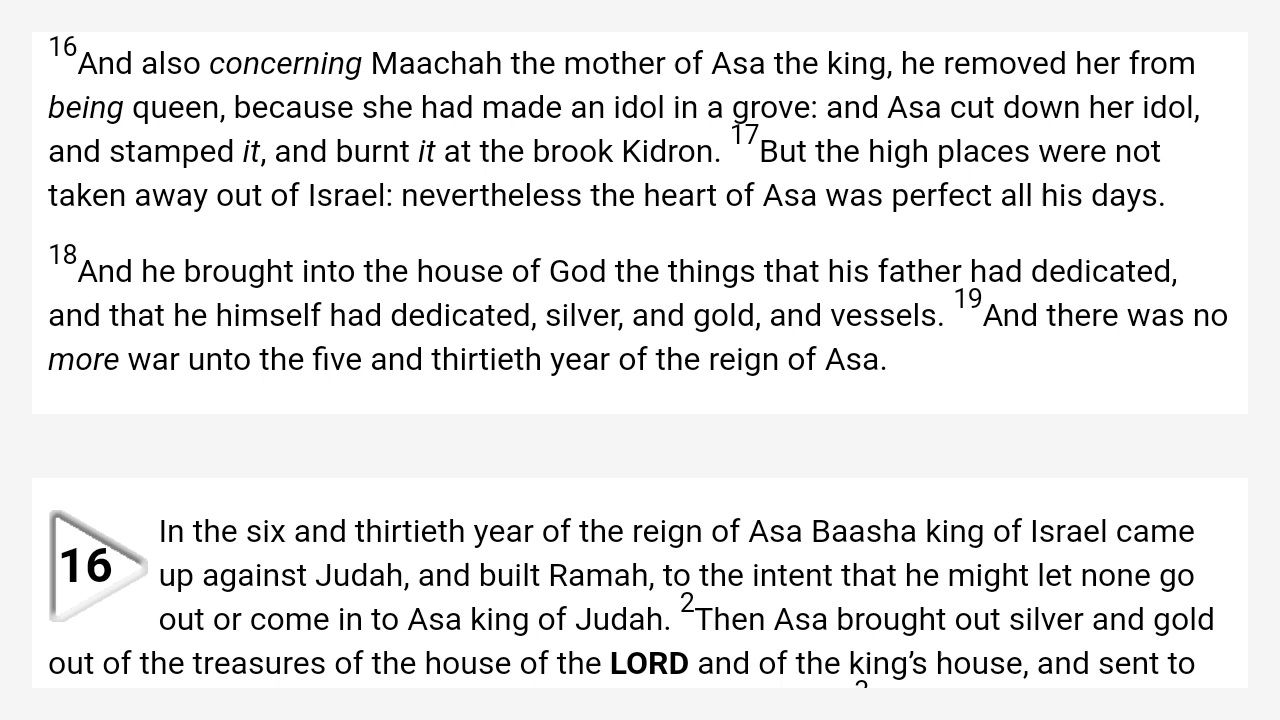 16And also concerning Maachah the mother of Asa the king, he removed her from
being queen, because she had made an idol in a grove: and Asa cut down her idol,
and stamped it, and burnt it at the brook Kidron. 17But the high places were not
taken away out of Israel: nevertheless the heart of Asa was perfect all his days.
18And he brought into the house of God the things that his father had dedicated,
and that he himself had dedicated, silver, and gold, and vessels. 19And there was no
more war unto the five and thirtieth year of the reign of Asa.
16
In the six and thirtieth year of the reign of Asa Baasha king of Israel came
up against Judah, and built Ramah, to the intent that he might let none go
out or come in to Asa king of Judah. 2Then Asa brought out silver and gold
out of the treasures of the house of the LORD and of the king’s house, and sent to